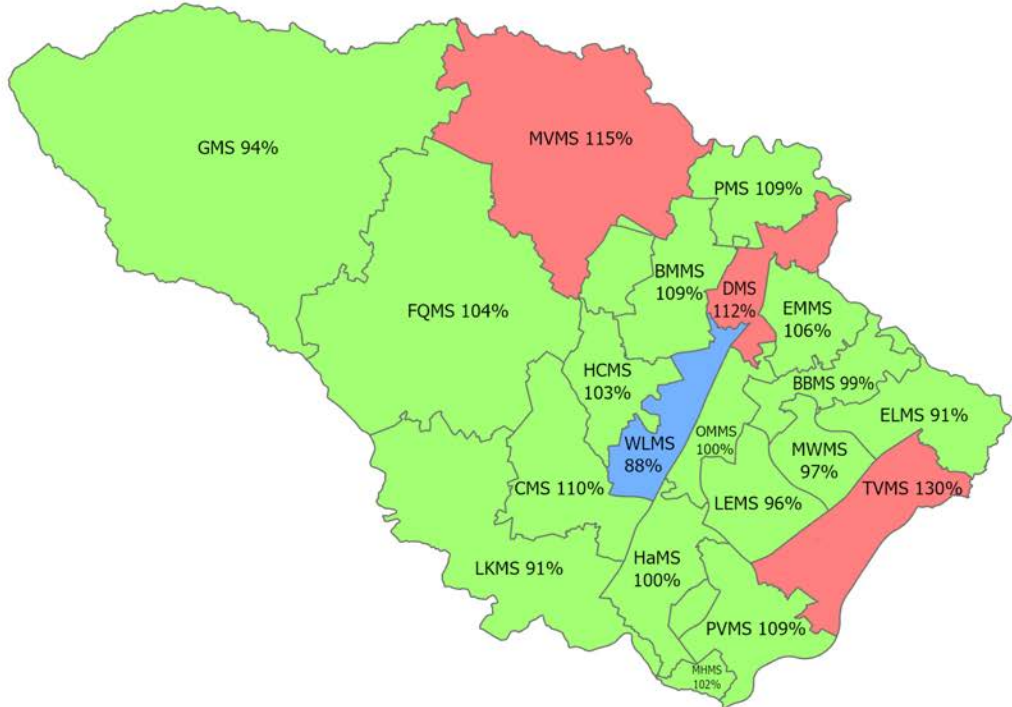 GMS 94%
MVMS 115%
PMS 109%
BMMS
109%
DMS
112%
FQMS 104%
EMMS
106%
HCMS
103%
BBMS 99%
ELMS 91%
WLMS
88%
OMMS
100%
MWMS
97%
CMS 110%
LEMS 96%
TVMS 130%
LKMS 91%
HaMS
100%
PVMS 109%
MHMS
102%